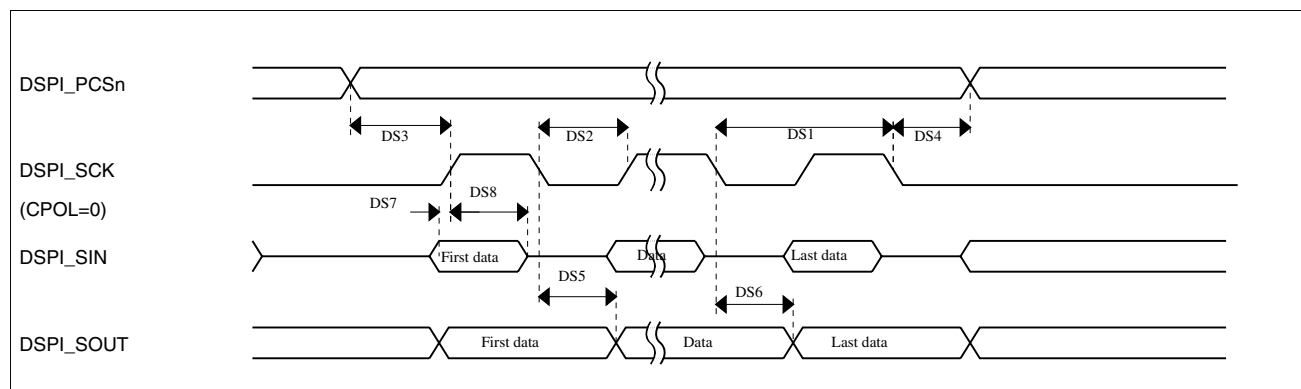 DSPI_PCSn
DS3
DS2
DS1
DS4
DSPI_SCK
(CPOL=0)
DS7
DS8
DSPI_SIN
First data
Data
Last data
DS5
DS6
DSPI_SOUT
First data
Data
Last data